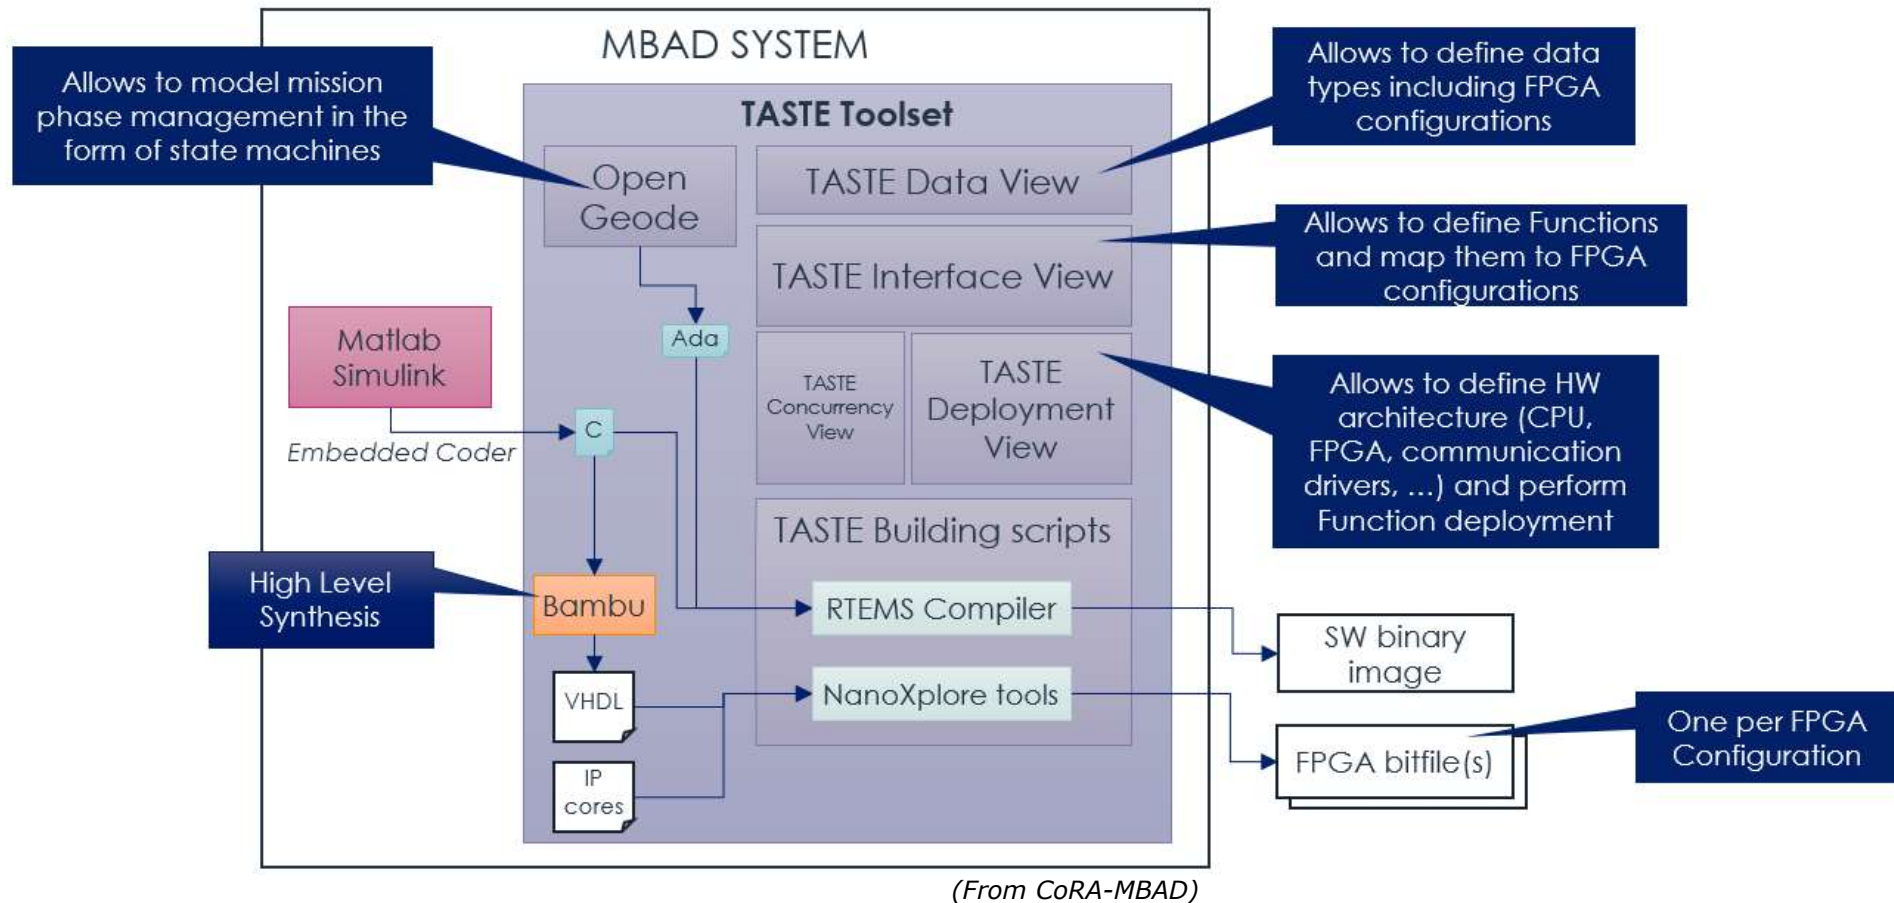 MBAD SYSTEM
Allows to model mission
phase management in the
form of state machines
TASTE Toolset
Allows to define data
types including FPGA
configurations
Open
Geode
TASTE Data View
Allows to define Functions
and map them to FPGA
configurations
TASTE Interface View
Matlab
Simulink
Ada
TASTE
Concurrency
View
TASTE
Deployment
View
Allows to define HW
architecture (CPU,
FPGA, communication
drivers, ...) and perform
Function deployment
C
Embedded Coder
TASTE Building scripts
High Level
Synthesis
Bambu
RTEMS Compiler
SW binary
image
VHDL
NanoXplore tools
FPGA bitfile(s)
One per FPGA
Configuration
IP
cores
(From CoRA-MBAD)